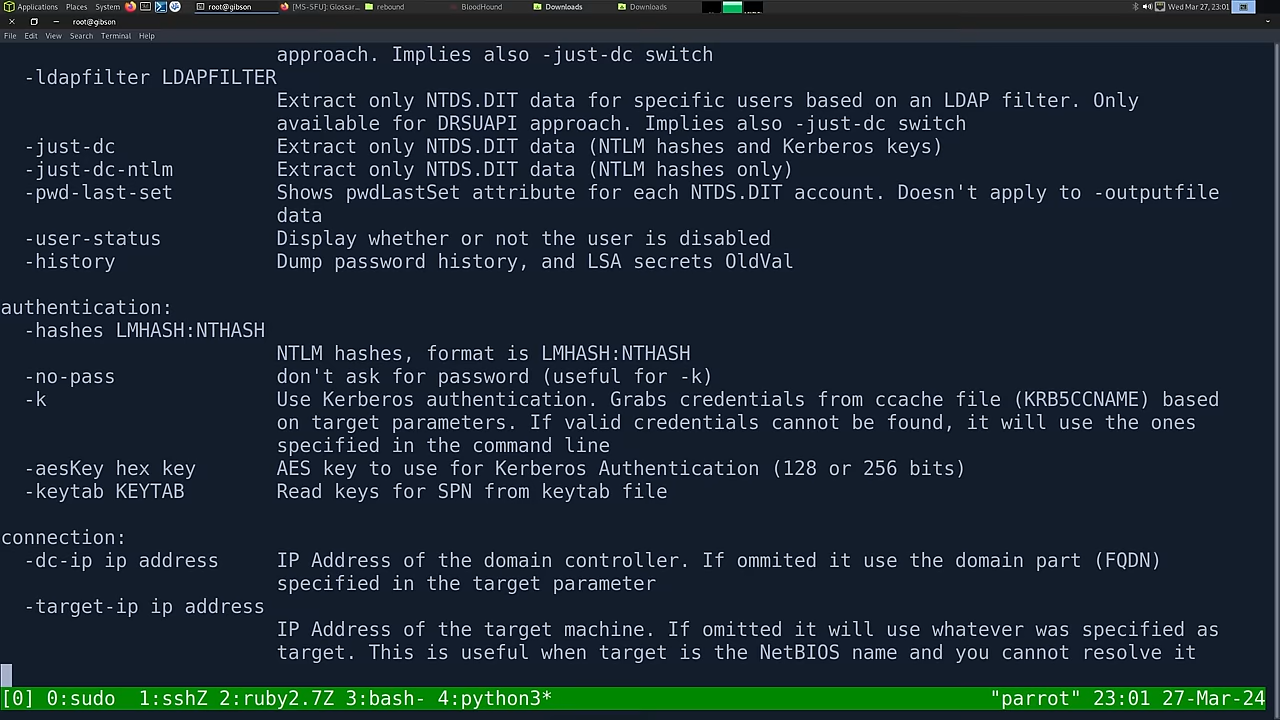 Applications Places System root@gibson [MS-SFU]: Glossar... rebound BloodHound Downloads Downloads Wed Mar 27, 23:01
root@gibson
File Edit View Search Terminal Help
approach. Implies also -just-dc switch
-ldapfilter LDAPFILTER
Extract only NTDS.DIT data for specific users based on an LDAP filter. Only
available for DRSUAPI approach. Implies also -just-dc switch
-just-dc Extract only NTDS.DIT data (NTLM hashes and Kerberos keys)
-just-dc-ntlm Extract only NTDS.DIT data (NTLM hashes only)
-pwd-last-set Shows pwdLastSet attribute for each NTDS.DIT account. Doesn't apply to -outputfile
data
-user-status Display whether or not the user is disabled
-history Dump password history, and LSA secrets OldVal
authentication:
-hashes LMHASH:NTHASH
NTLM hashes, format is LMHASH:NTHASH
-no-pass don't ask for password (useful for -k)
-k Use Kerberos authentication. Grabs credentials from ccache file (KRB5CCNAME) based
on target parameters. If valid credentials cannot be found, it will use the ones
specified in the command line
-aesKey hex key AES key to use for Kerberos Authentication (128 or 256 bits)
-keytab KEYTAB Read keys for SPN from keytab file
connection:
-dc-ip ip address IP Address of the domain controller. If ommited it use the domain part (FQDN)
specified in the target parameter
-target-ip ip address
IP Address of the target machine. If omitted it will use whatever was specified as
target. This is useful when target is the NetBIOS name and you cannot resolve it
[0] 0:sudo 1:sshZ 2:ruby2.7Z 3:bash- 4:python3* "parrot" 23:01 27-Mar-24